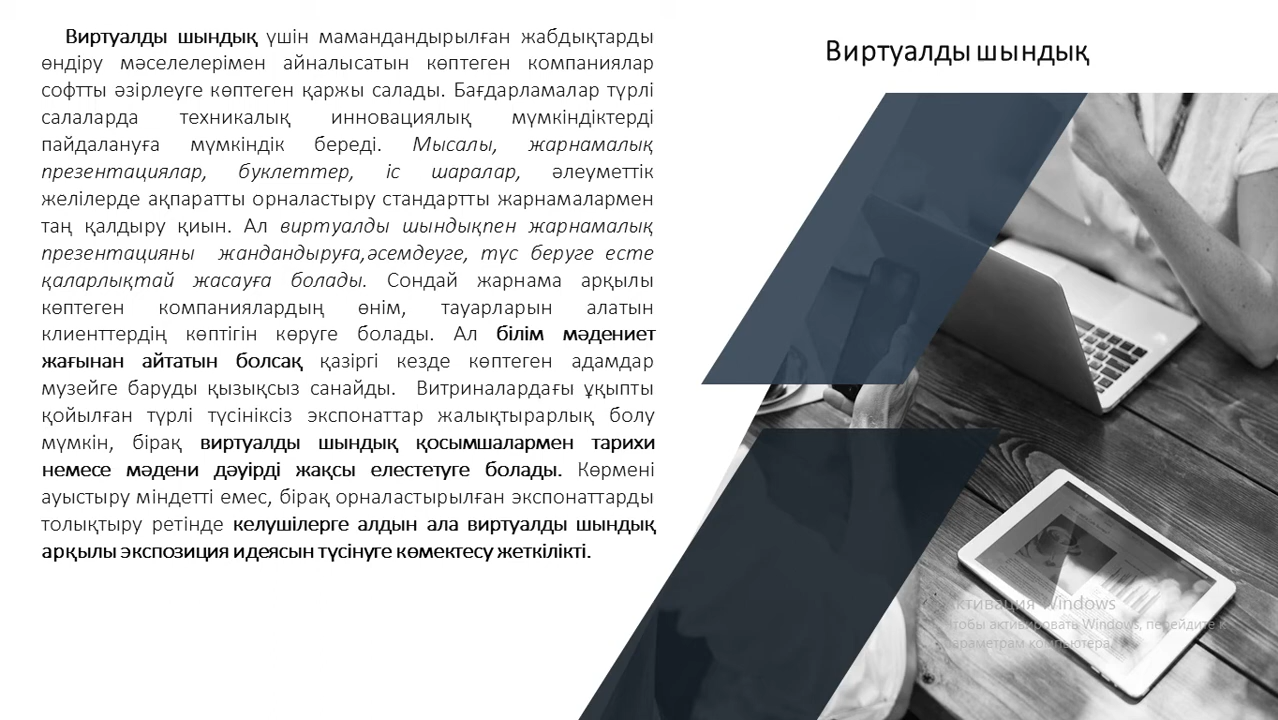 Виртуалды шындық
Виртуалды шындық үшін мамандандырылған жабдықтарды
өндіру мәселелерімен айналысатын көптеген компаниялар
софтты әзірлеуге көптеген қаржы салады. Бағдарламалар түрлі
салаларда техникалық инновациялық мүмкіндіктерді
пайдалануға мүмкіндік береді. Мысалы, жарнамалық
презентациялар, буклеттер, іс шаралар, әлеуметтік
желілерде ақпаратты орналастыру стандартты жарнамалармен
таң қалдыру қиын. Ал виртуалды шындықпен жарнамалық
презентацияны жандандыруға,әсемдеуге, түс беруге есте
қаларлықтай жасауға болады. Сондай жарнама арқылы
көптеген компаниялардың өнім, тауарларын алатын
клиенттердің көптігін көруге болады. Ал білім мәдениет
жағынан айтатын болсақ қазіргі кезде көптеген адамдар
музейге баруды қызықсыз санайды. Витриналардағы ұқыпты
қойылған түрлі түсініксіз экспонаттар жалықтырарлық болу
мүмкін, бірақ виртуалды шындық қосымшалармен тарихи
немесе мәдени дәуірді жақсы елестетуге болады. Көрмені
ауыстыру міндетті емес, бірақ орналастырылған экспонаттарды
толықтыру ретінде келушілерге алдын ала виртуалды шындық
арқылы экспозиция идеясын түсінуге көмектесу жеткілікті.
Активация Windows
Чтобы активировать Windows, перейдите к
параметрам компьютера.